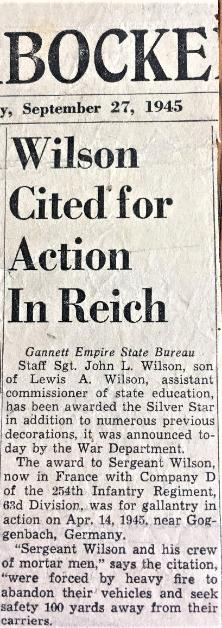 BOCKE
y, September 27, 1945
Wilson
Cited for
Action
In Reich
Gannett Empire State Bureau
Staff Sgt. John L. Wilson, son
of Lewis A. Wilson, assistant
commissioner of state education,
has been awarded the Silver Star
in addition to numerous previous
decorations, it was announced to-
day by the War Department.
The award to Sergeant Wilson,
now in France with Company D
of the 254th Infantry Regiment,
63d Division, was for gallantry in
action on Apr. 14, 1945, near Gog-
genbach, Germany.
"Sergeant Wilson and his crew
of mortar men," says the citation,
"were forced by heavy fire to
abandon their vehicles and seek
safety 100 yards away from their
carriers.